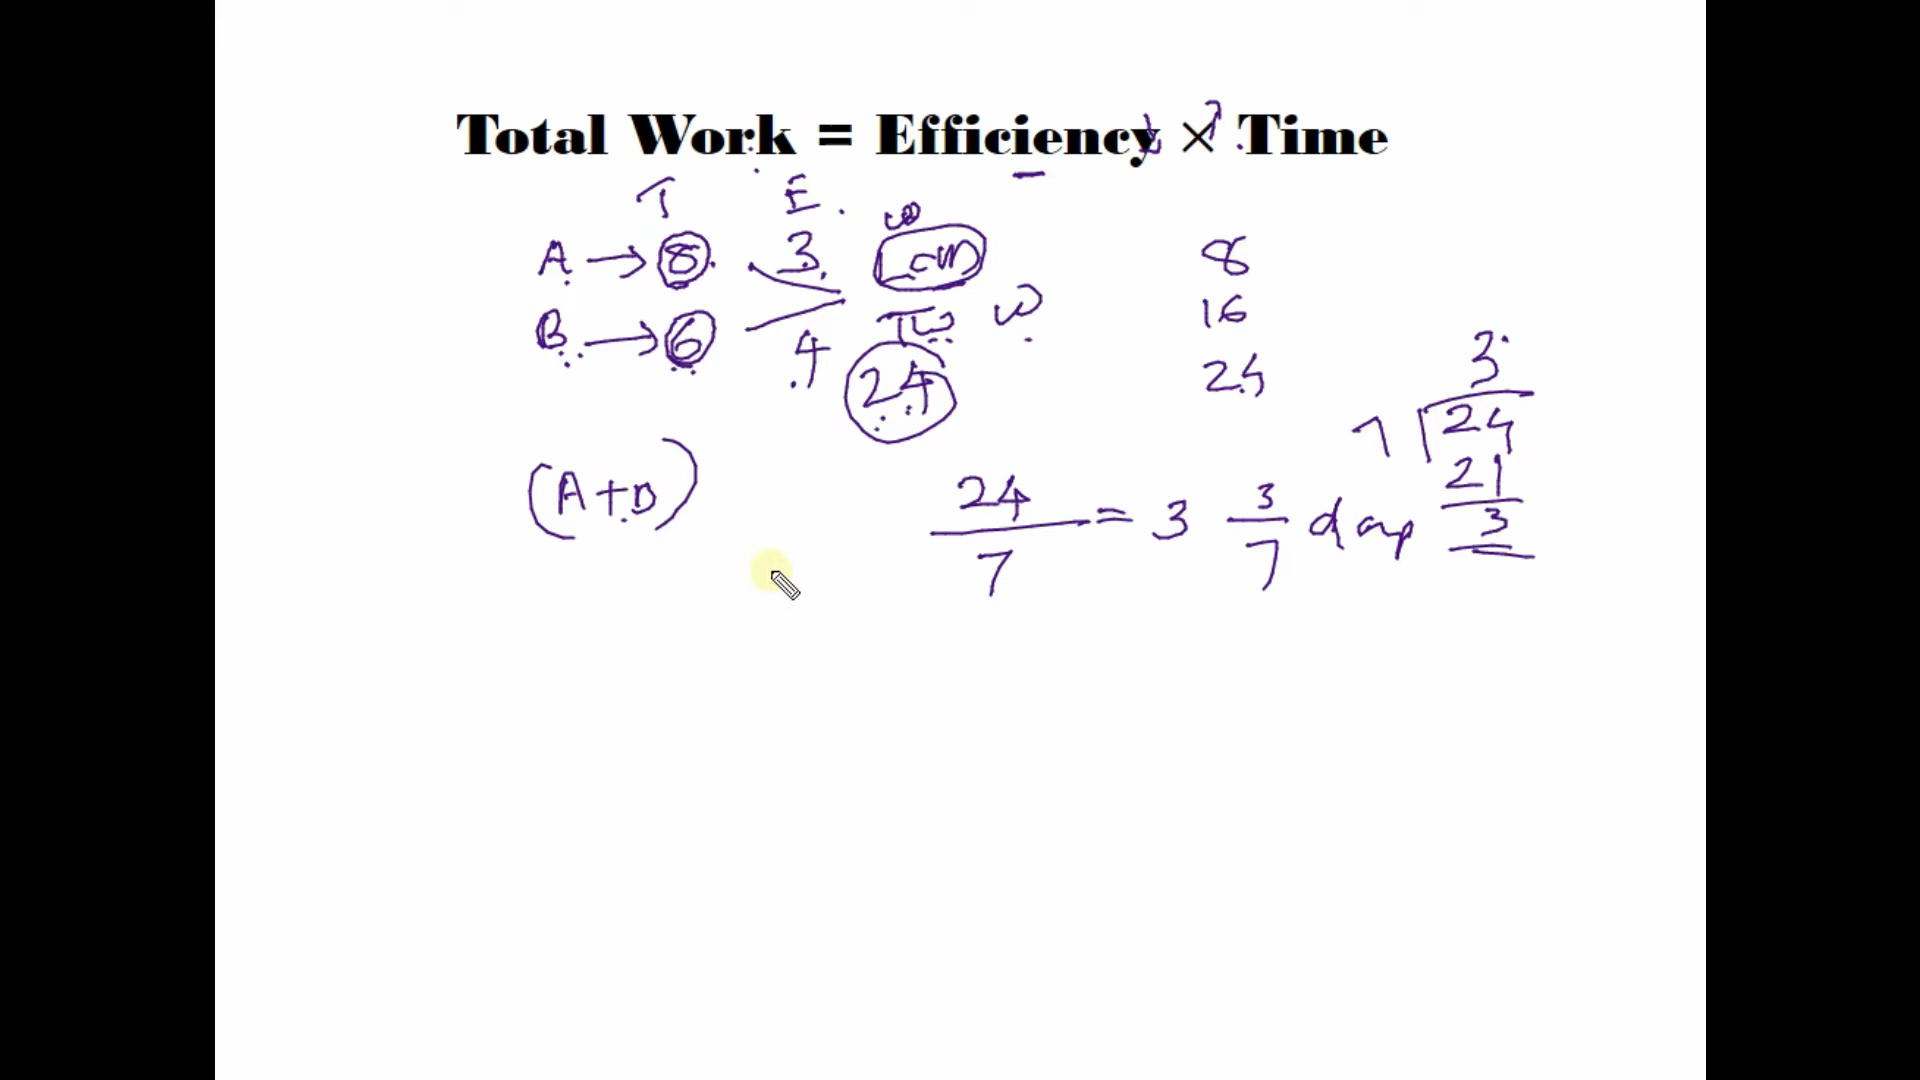 Total Work = Efficiency × Time
T E
A → 8 3 LCM 8
B → 6 4 TW W 16
24 24
(A+B) 24/7 = 3 3/7 days
3
7 24
21
3